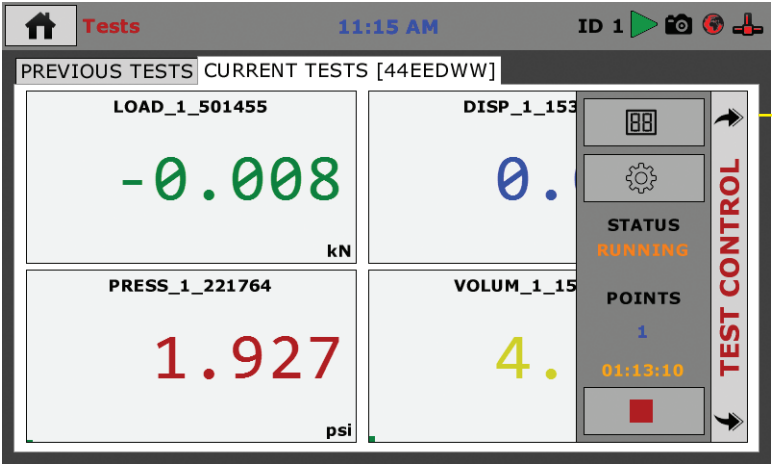 Tests 11:15 AM ID 1
PREVIOUS TESTS CURRENT TESTS [44EEDWW]
LOAD_1_501455
-0.008
kN
DISP_1_153
0.
PRESS_1_221764
1.927
psi
VOLUM_1_15
4.
88
STATUS
RUNNING
POINTS
1
01:13:10
TEST CONTROL